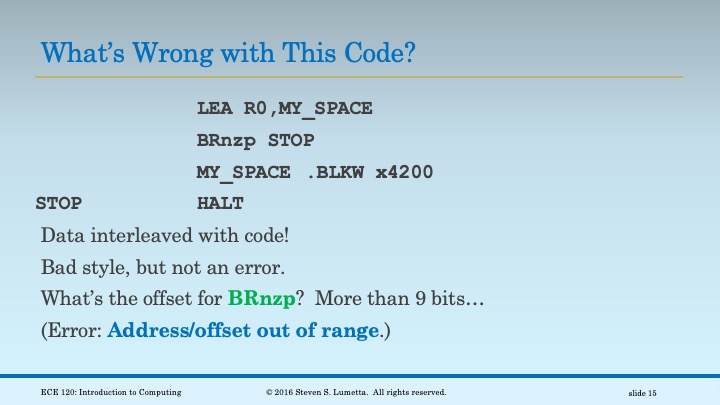 What's Wrong with This Code?
LEA R0,MY_SPACE
BRnzp STOP
MY_SPACE .BLKW x4200
STOP HALT
Data interleaved with code!
Bad style, but not an error.
What's the offset for BRnzp? More than 9 bits…
(Error: Address/offset out of range.)
ECE 120: Introduction to Computing © 2016 Steven S. Lumetta. All rights reserved. slide 15